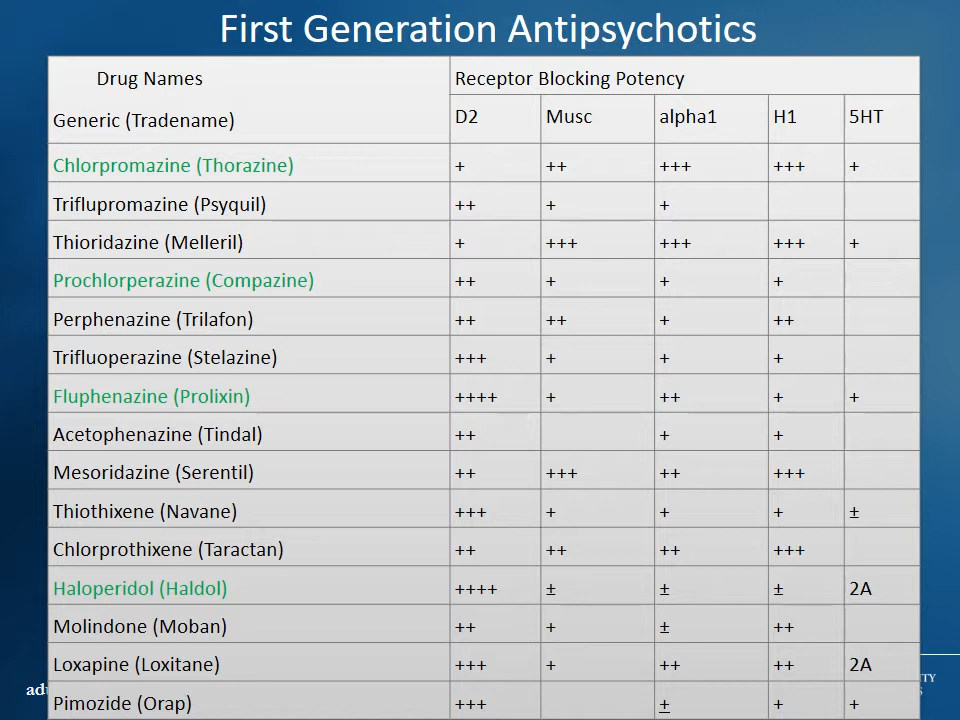 First Generation Antipsychotics
Drug Names
Generic (Tradename)
Receptor Blocking Potency
D2 Musc alpha1 H1 5HT
Chlorpromazine (Thorazine) + ++ +++ +++ +
Triflupromazine (Psyquil) ++ + +
Thioridazine (Melleril) + +++ +++ +++ +
Prochlorperazine (Compazine) ++ + + +
Perphenazine (Trilafon) ++ ++ + ++
Trifluoperazine (Stelazine) +++ + + +
Fluphenazine (Prolixin) ++++ + ++ + +
Acetophenazine (Tindal) ++ + +
Mesoridazine (Serentil) ++ +++ ++ +++
Thiothixene (Navane) +++ + + + ±
Chlorprothixene (Taractan) ++ ++ ++ +++
Haloperidol (Haldol) ++++ ± ± ± 2A
Molindone (Moban) ++ + ± ++
Loxapine (Loxitane) +++ + ++ ++ 2A
Pimozide (Orap) +++ ± + +